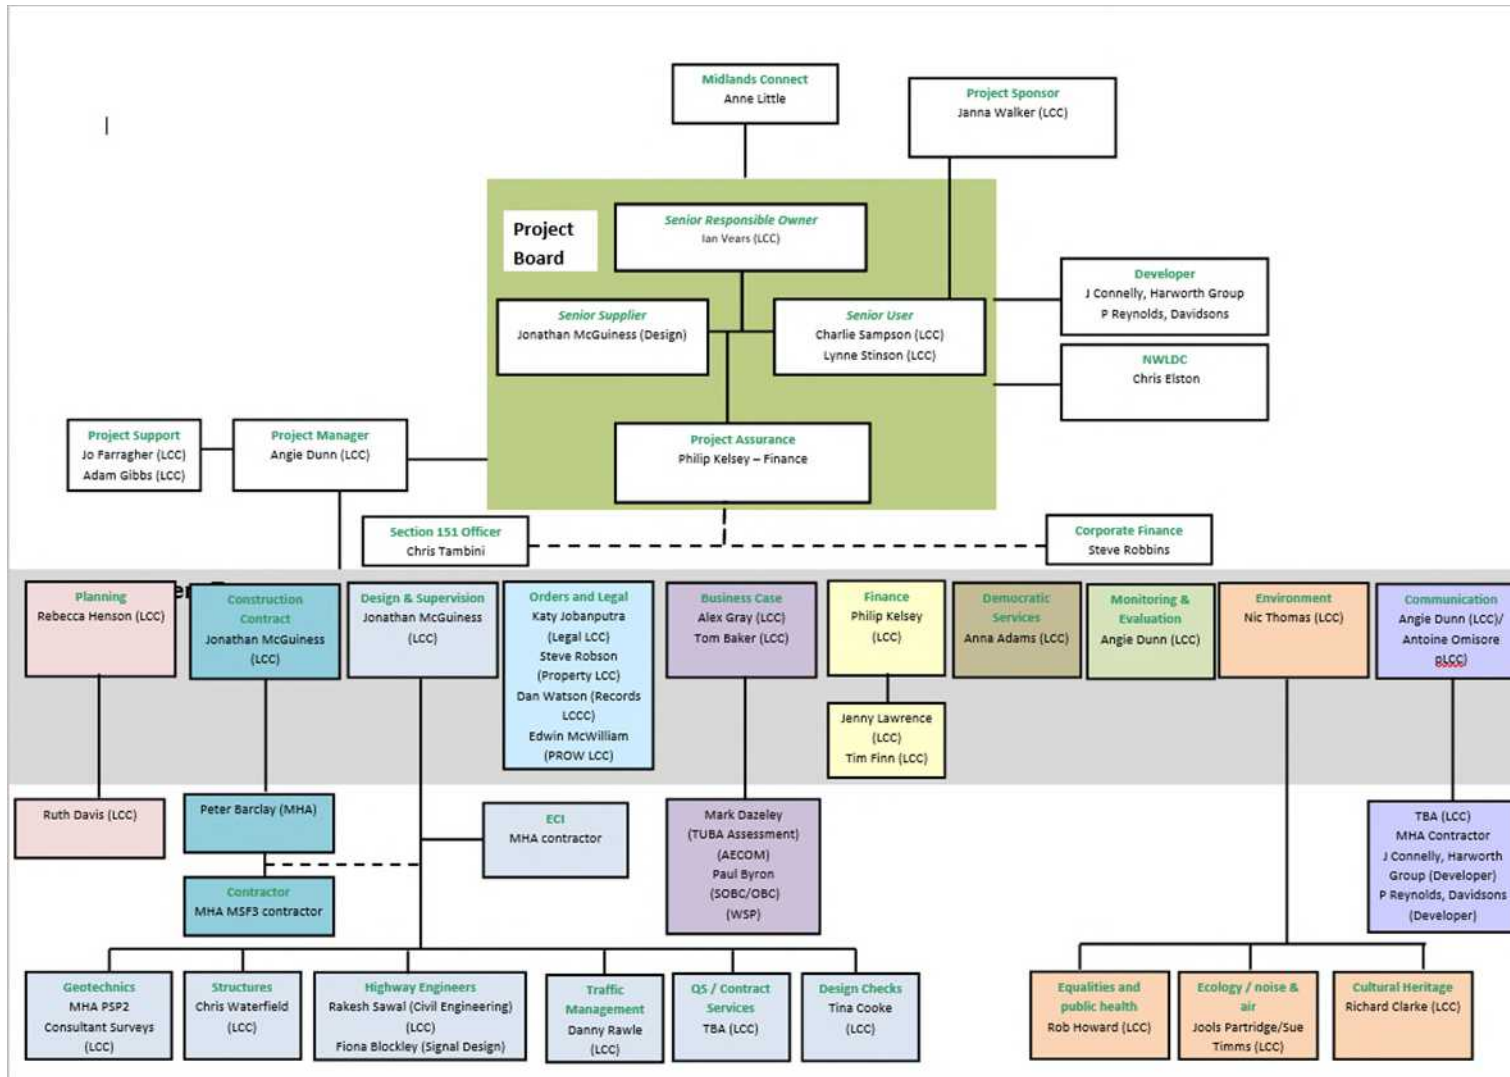 Midlands Connect
Anne Little
Project Sponsor
Janna Walker (LCC)
Project
Board
Senior Responsible Owner
Ian Vears (LCC)
Senior Supplier
Jonathan McGuiness (Design)
Senior User
Charlie Sampson (LCC)
Lynne Stinson (LCC)
Developer
J Connelly, Harworth Group
P Reynolds, Davidsons
NWLDC
Chris Elston
Project Support
Jo Farragher (LCC)
Adam Gibbs (LCC)
Project Manager
Angie Dunn (LCC)
Project Assurance
Philip Kelsey – Finance
Section 151 Officer
Chris Tambini
Corporate Finance
Steve Robbins
Planning
Rebecca Henson (LCC)
Construction
Contract
Jonathan McGuiness
(LCC)
Design & Supervision
Jonathan McGuiness
(LCC)
Orders and Legal
Katy Jobanputra
(Legal LCC)
Steve Robson
(Property LCC)
Dan Watson (Records
LCCC)
Edwin McWilliam
(PROW LCC)
Business Case
Alex Gray (LCC)
Tom Baker (LCC)
Finance
Philip Kelsey
(LCC)
Democratic
Services
Anna Adams (LCC)
Monitoring &
Evaluation
Angie Dunn (LCC)
Environment
Nic Thomas (LCC)
Communication
Angie Dunn (LCC)/
Antoine Omisore
pLCC)
Jenny Lawrence
(LCC)
Tim Finn (LCC)
Ruth Davis (LCC)
Peter Barclay (MHA)
Contractor
MHA MSF3 contractor
ECI
MHA contractor
Mark Dazeley
(TUBA Assessment)
(AECOM)
Paul Byron
(SOBC/OBC)
(WSP)
TBA (LCC)
MHA Contractor
J Connelly, Harworth
Group (Developer)
P Reynolds, Davidsons
(Developer)
Geotechnics
MHA PSP2
Consultant Surveys
(LCC)
Structures
Chris Waterfield
(LCC)
Highway Engineers
Rakesh Sawal (Civil Engineering)
(LCC)
Fiona Blockley (Signal Design)
Traffic
Management
Danny Rawle
(LCC)
QS / Contract
Services
TBA (LCC)
Design Checks
Tina Cooke
(LCC)
Equalities and
public health
Rob Howard (LCC)
Ecology / noise &
air
Jools Partridge/Sue
Timms (LCC)
Cultural Heritage
Richard Clarke (LCC)